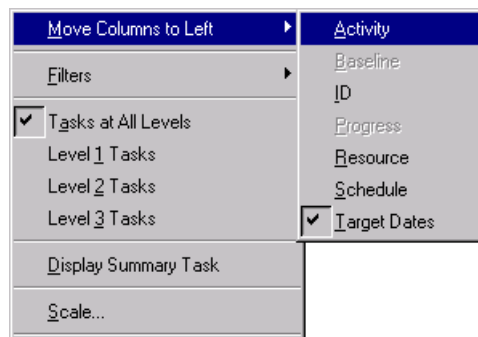 Move Columns to Left
Filters
Tasks at All Levels
Level 1 Tasks
Level 2 Tasks
Level 3 Tasks
Display Summary Task
Scale...
Activity
Baseline
ID
Progress
Resource
Schedule
Target Dates